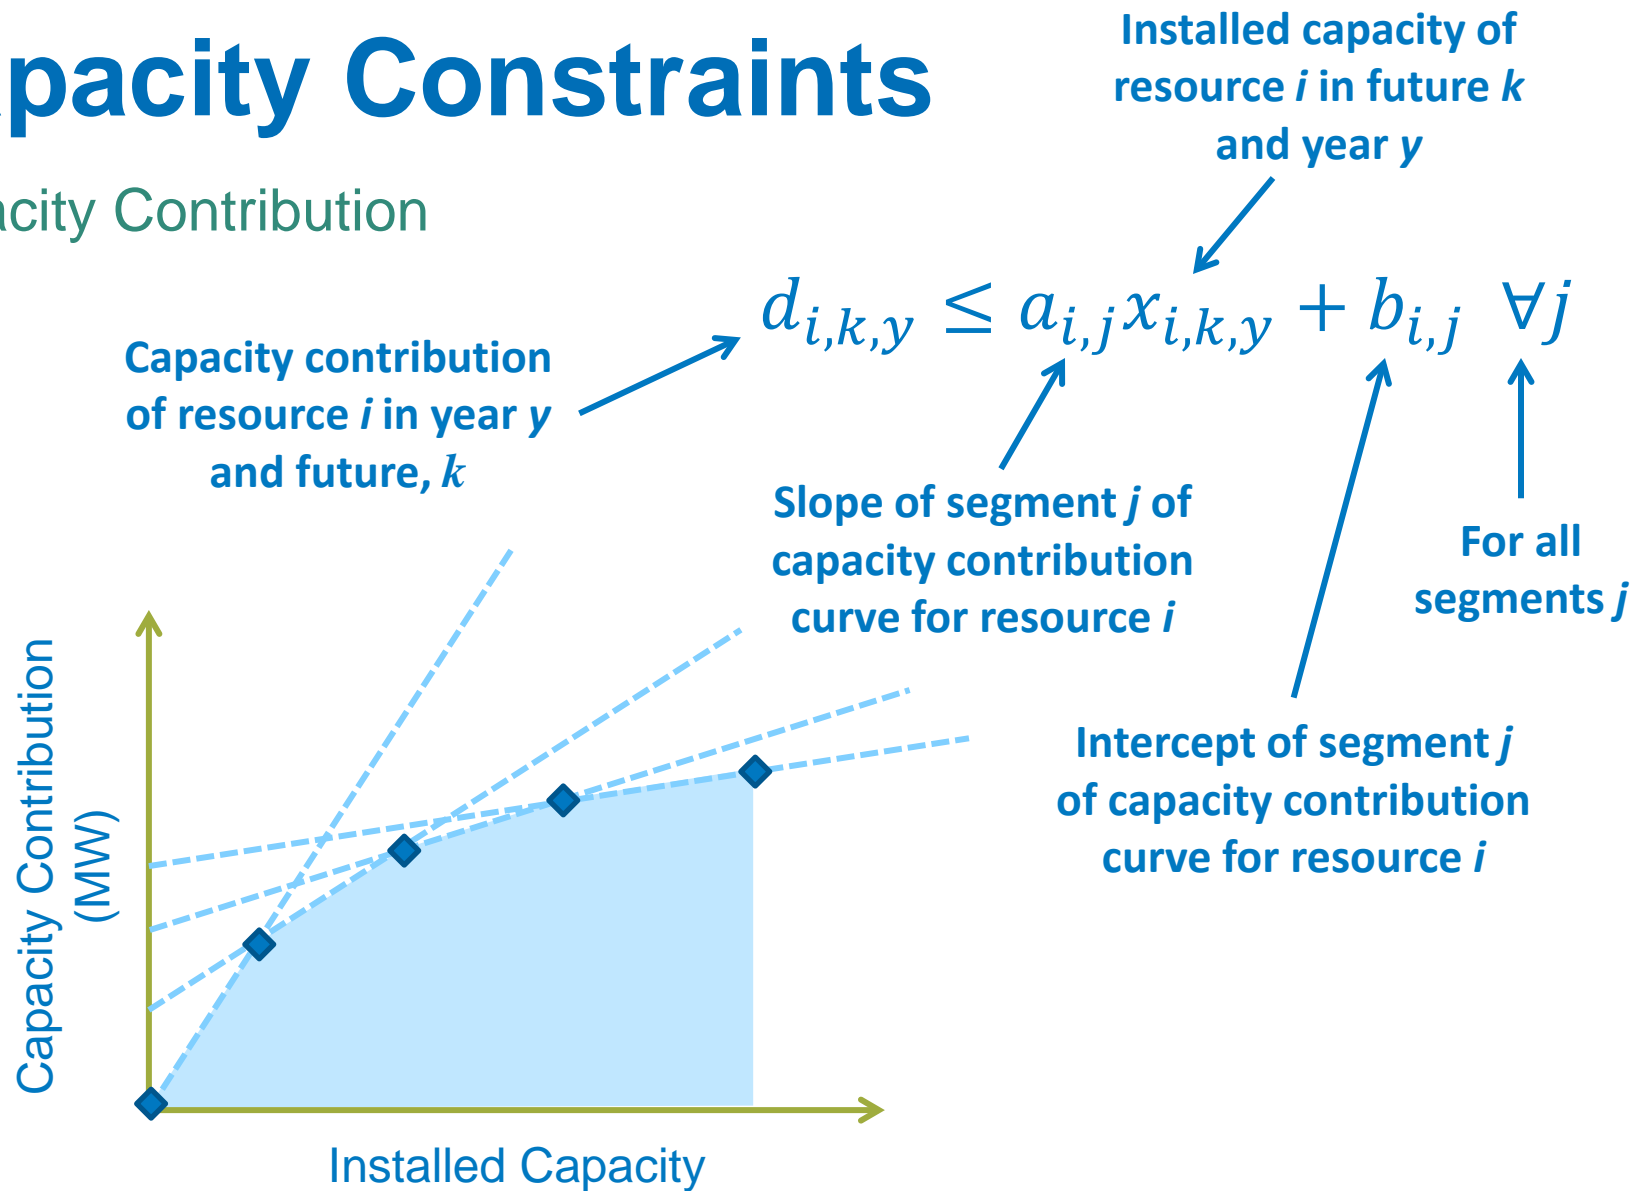 pacity Constraints
acity Contribution
Installed capacity of
resource i in future k
and year y
d_{i,k,y} ≤ a_{i,j}x_{i,k,y} + b_{i,j} ∀j
Capacity contribution
of resource i in year y
and future, k
Slope of segment j of
capacity contribution
curve for resource i
For all
segments j
Intercept of segment j
of capacity contribution
curve for resource i
Capacity Contribution
(MW)
Installed Capacity